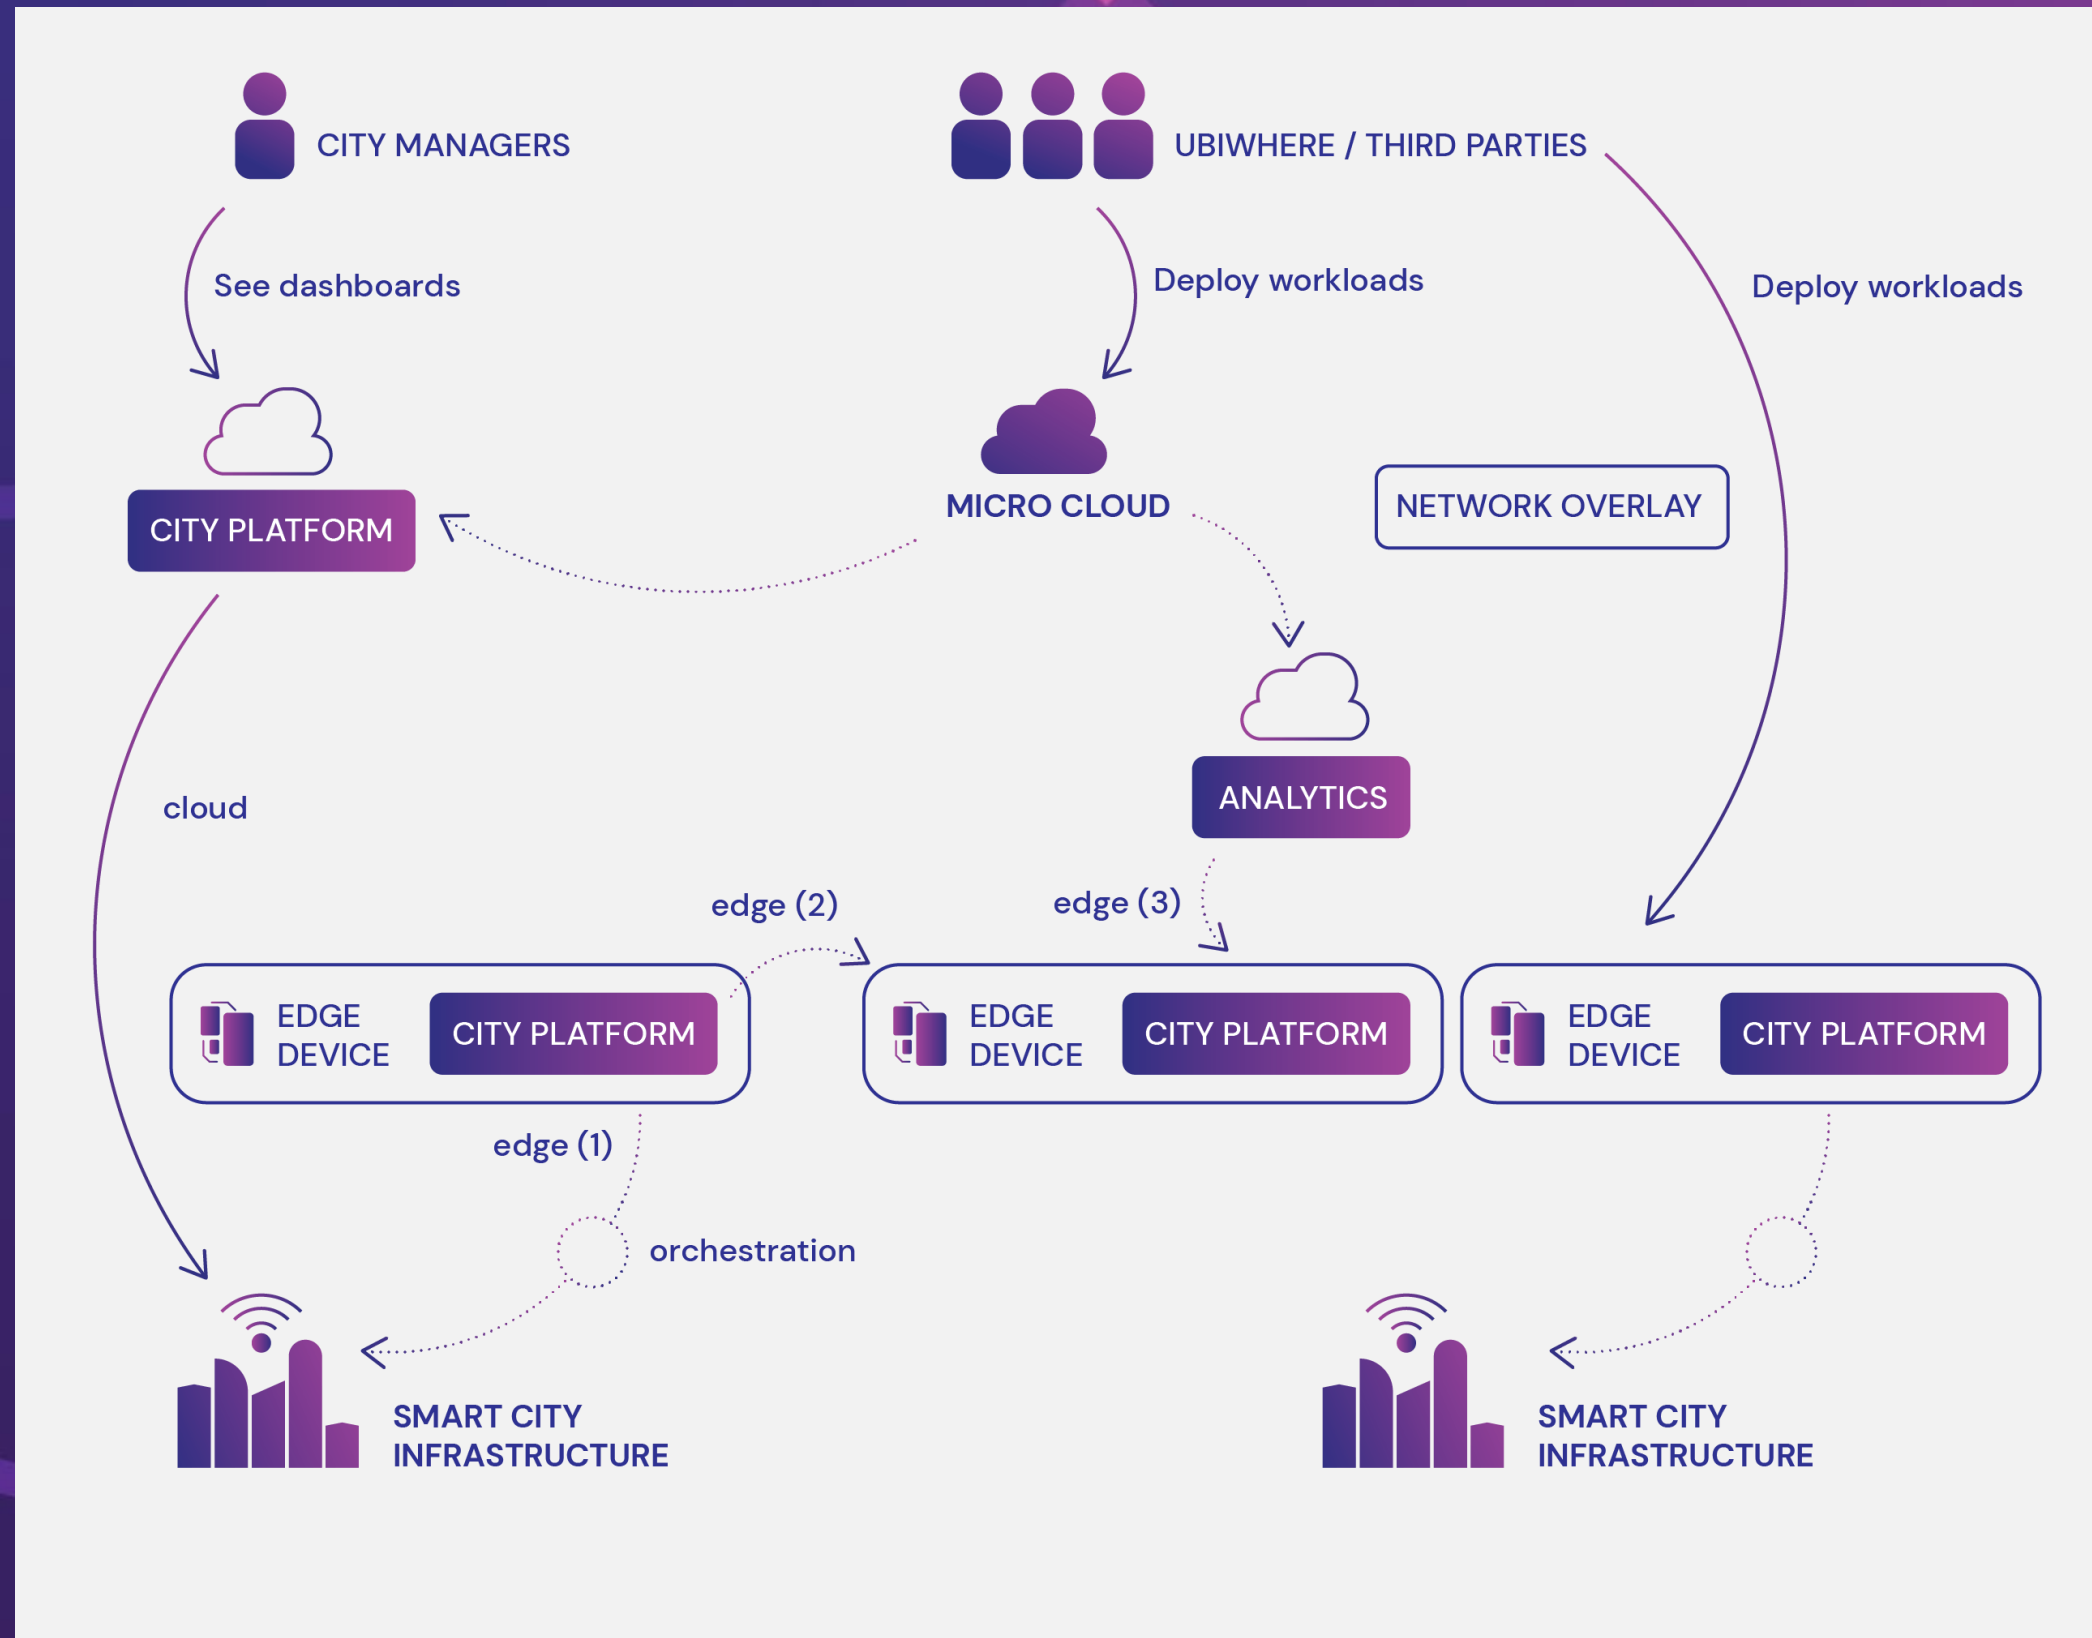 CITY MANAGERS
UBIWHERE / THIRD PARTIES
See dashboards
Deploy workloads
Deploy workloads
CITY PLATFORM
MICRO CLOUD
NETWORK OVERLAY
cloud
ANALYTICS
edge (2)
edge (3)
EDGE
DEVICE
CITY PLATFORM
EDGE
DEVICE
CITY PLATFORM
EDGE
DEVICE
CITY PLATFORM
edge (1)
orchestration
SMART CITY
INFRASTRUCTURE
SMART CITY
INFRASTRUCTURE